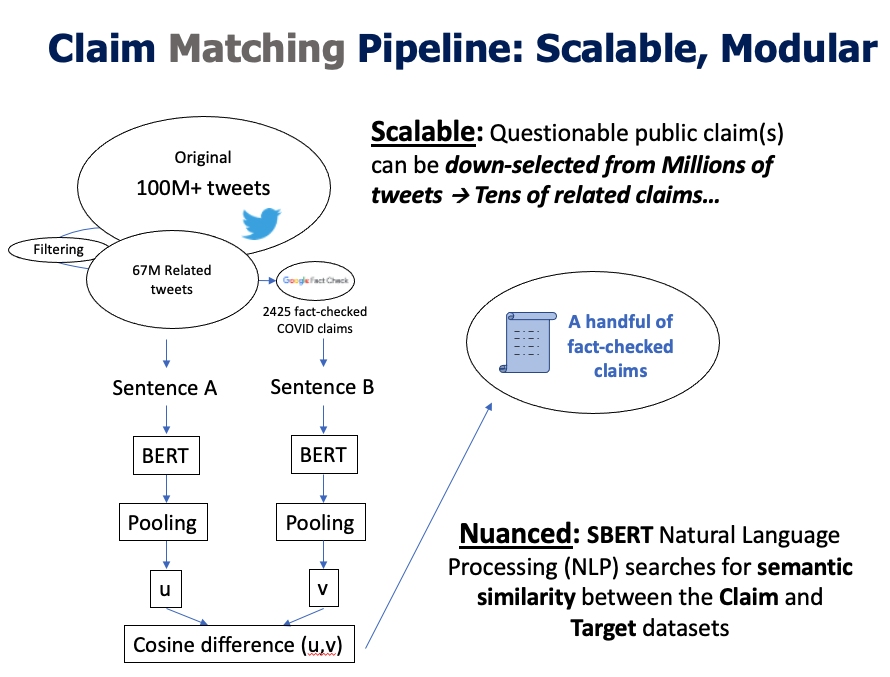 Claim Matching Pipeline: Scalable, Modular
Original
100M+ tweets
Filtering
67M Related
tweets
Google Fact Check
2425 fact-checked
COVID claims
Scalable: Questionable public claim(s)
can be down-selected from Millions of
tweets → Tens of related claims…
A handful of
fact-checked
claims
Sentence A
Sentence B
BERT
BERT
Pooling
Pooling
u
v
Cosine difference (u,v)
Nuanced: SBERT Natural Language
Processing (NLP) searches for semantic
similarity between the Claim and
Target datasets